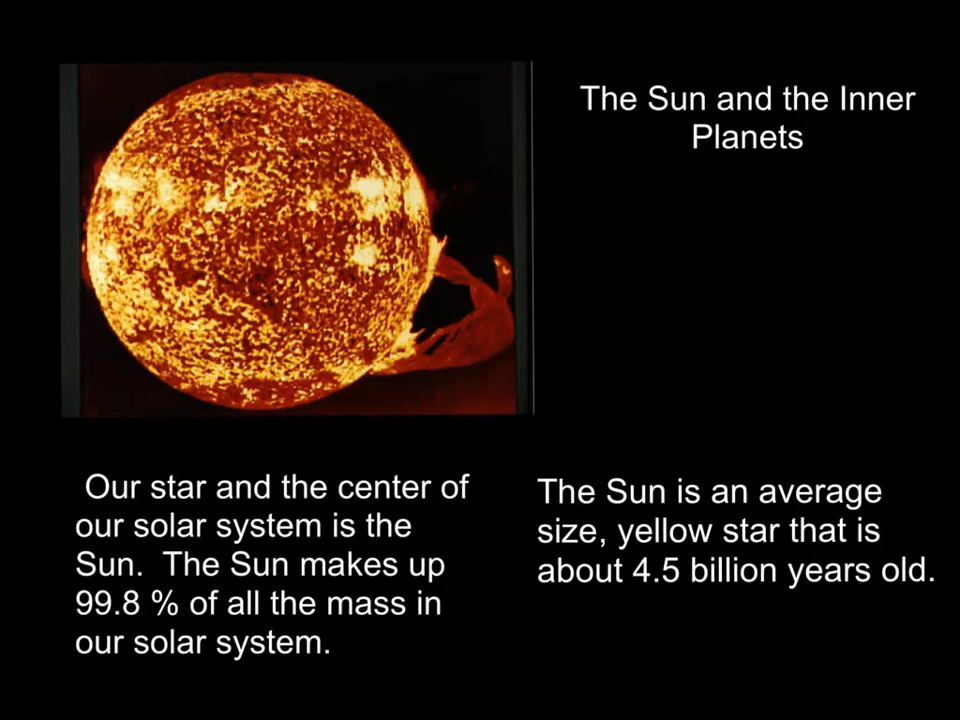 The Sun and the Inner
Planets
Our star and the center of
our solar system is the
Sun.  The Sun makes up
99.8 % of all the mass in
our solar system.
The Sun is an average
size, yellow star that is
about 4.5 billion years old.